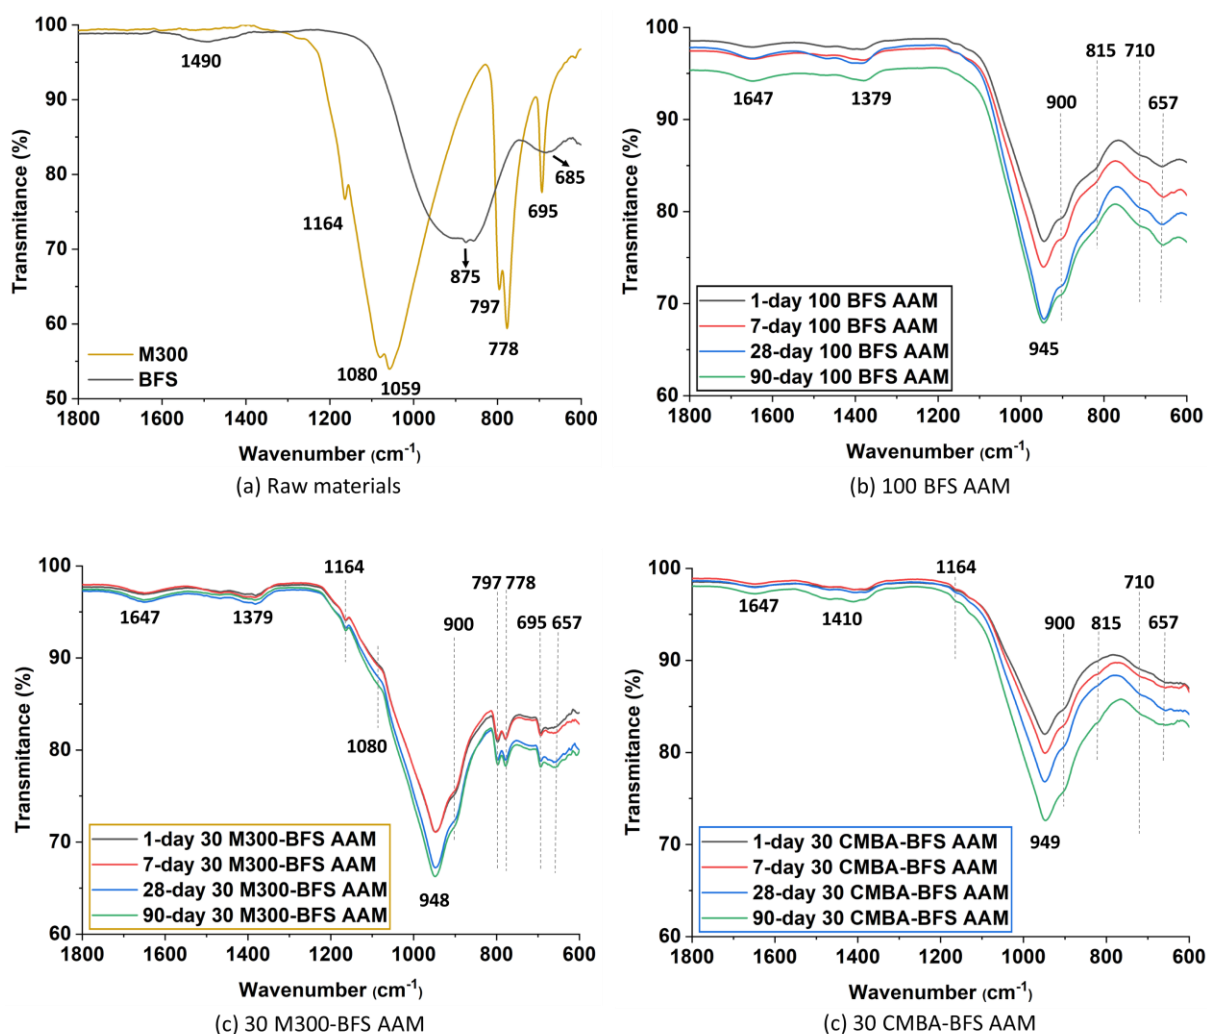 100
90
80
70
60
50
Transmitance (%)
1490
1164
1080
1059
875
797
778
695
685
M300
BFS
1800 1600 1400 1200 1000 800 600
Wavenumber (cm-1)
(a) Raw materials
100
90
80
70
60
Transmitance (%)
1647
1379
945
900
815
710
657
1-day 100 BFS AAM
7-day 100 BFS AAM
28-day 100 BFS AAM
90-day 100 BFS AAM
1800 1600 1400 1200 1000 800 600
Wavenumber (cm-1)
(b) 100 BFS AAM
100
90
80
70
60
Transmitance (%)
1647
1379
1164
1080
948
900
797 778
695 657
1-day 30 M300-BFS AAM
7-day 30 M300-BFS AAM
28-day 30 M300-BFS AAM
90-day 30 M300-BFS AAM
1800 1600 1400 1200 1000 800 600
Wavenumber (cm-1)
(c) 30 M300-BFS AAM
100
90
80
70
60
Transmitance (%)
1647
1410
1164
949
900
815
710
657
1-day 30 CMBA-BFS AAM
7-day 30 CMBA-BFS AAM
28-day 30 CMBA-BFS AAM
90-day 30 CMBA-BFS AAM
1800 1600 1400 1200 1000 800 600
Wavenumber (cm-1)
(c) 30 CMBA-BFS AAM